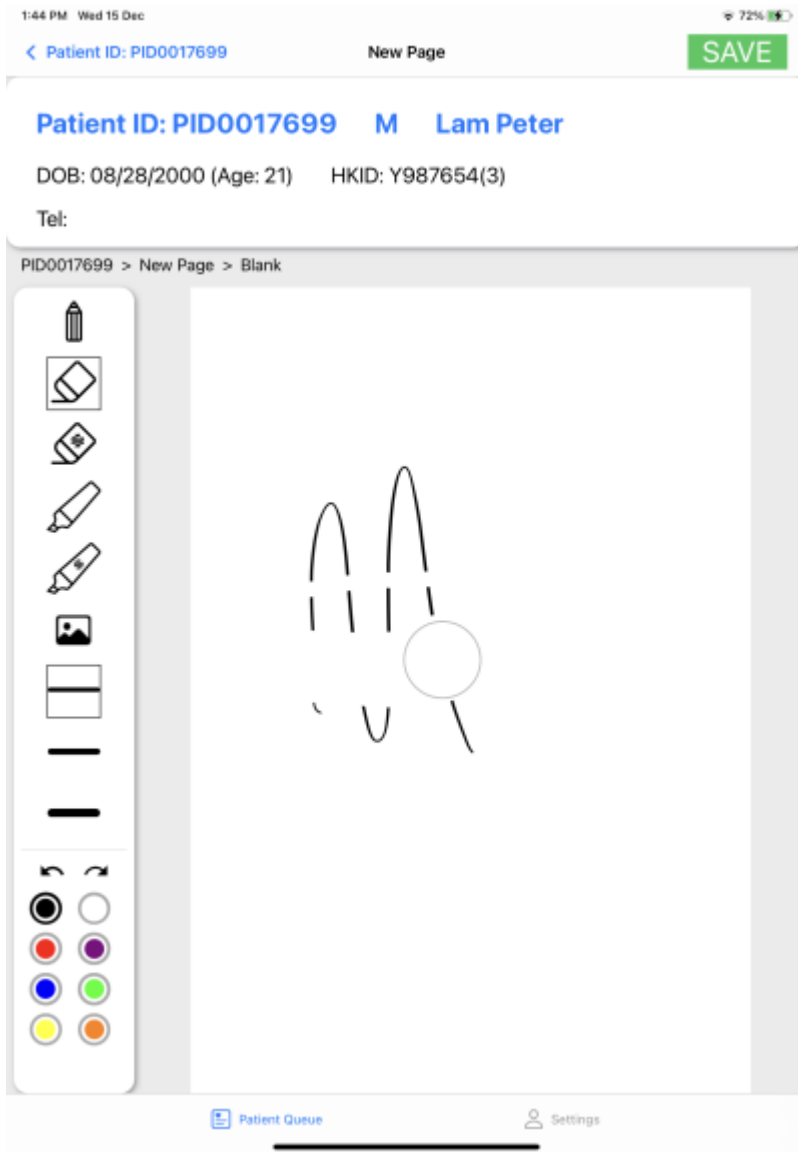 1:44 PM Wed 15 Dec 72%
Patient ID: PID0017699 New Page SAVE
Patient ID: PID0017699 M Lam Peter
DOB: 08/28/2000 (Age: 21) HKID: Y987654(3)
Tel:
PID0017699 > New Page > Blank
Patient Queue Settings